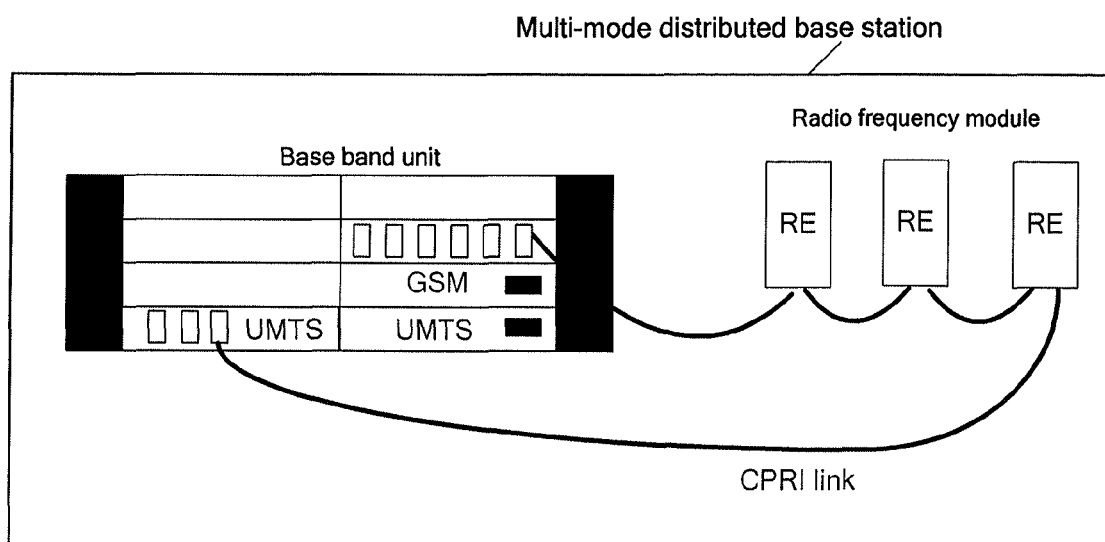 Multi-mode distributed base station
Radio frequency module
Base band unit
RE RE RE
GSM
UMTS UMTS
CPRI link